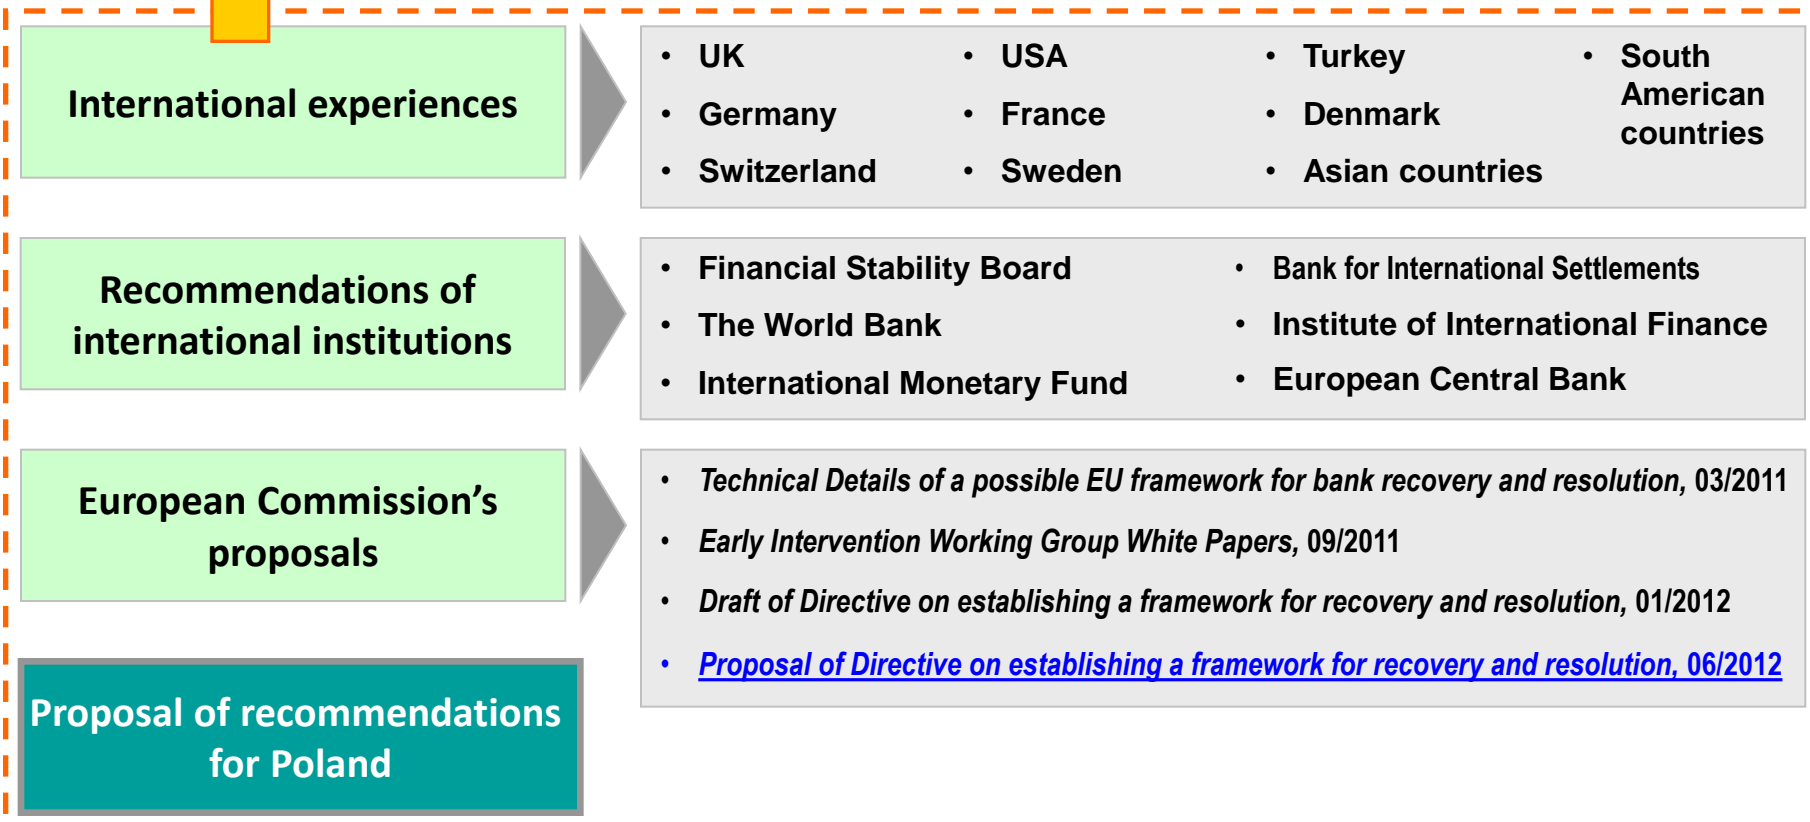 International experiences
• UK
• Germany
• Switzerland
• USA
• France
• Sweden
• Turkey
• Denmark
• Asian countries
• South
American
countries
Recommendations of
international institutions
• Financial Stability Board
• The World Bank
• International Monetary Fund
• Bank for International Settlements
• Institute of International Finance
• European Central Bank
European Commission’s
proposals
• Technical Details of a possible EU framework for bank recovery and resolution, 03/2011
• Early Intervention Working Group White Papers, 09/2011
• Draft of Directive on establishing a framework for recovery and resolution, 01/2012
• Proposal of Directive on establishing a framework for recovery and resolution, 06/2012
Proposal of recommendations
for Poland